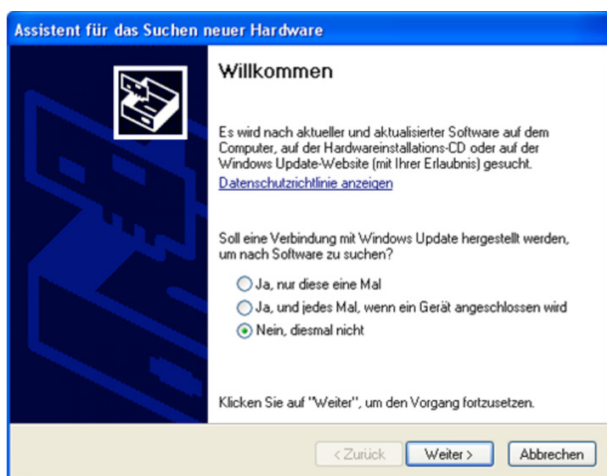 Assistent für das Suchen neuer Hardware
Willkommen
Es wird nach aktueller und aktualisierter Software auf dem
Computer, auf der Hardwareinstallations-CD oder auf der
Windows Update-Website (mit Ihrer Erlaubnis) gesucht.
Datenschutzrichtlinie anzeigen
Soll eine Verbindung mit Windows Update hergestellt werden,
um nach Software zu suchen?
Ja, nur diese eine Mal
Ja, und jedes Mal, wenn ein Gerät angeschlossen wird
Nein, diesmal nicht
Klicken Sie auf "Weiter", um den Vorgang fortzusetzen.
< Zurück Weiter > Abbrechen